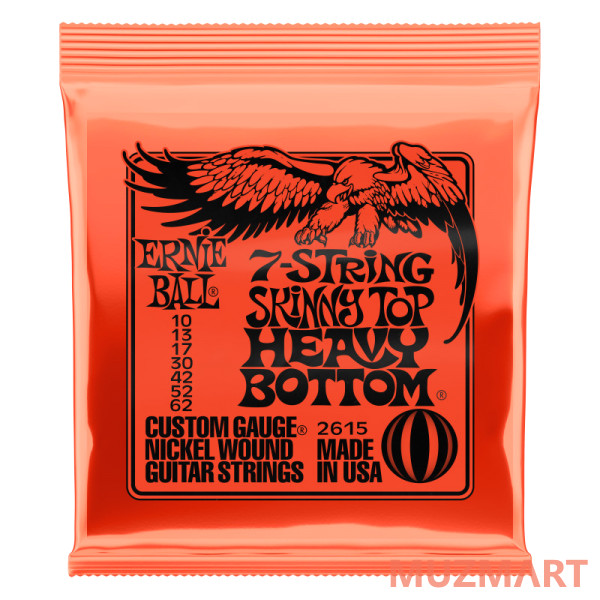 ERNIE
BALL®
10
13
17
30
42
52
62
7-STRING
SKINNY TOP
HEAVY
BOTTOM®
CUSTOM GAUGE®
NICKEL WOUND
GUITAR STRINGS
2615
MADE
IN USA
MUZMART